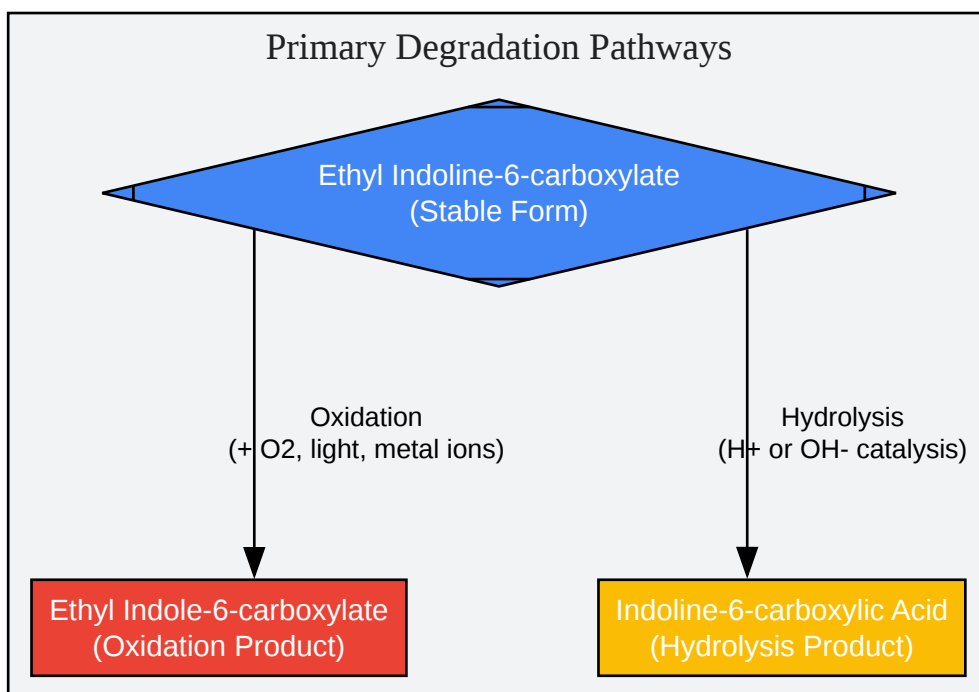 Primary Degradation Pathways
Ethyl Indoline-6-carboxylate
(Stable Form)
Oxidation
(+ O2, light, metal ions)
Hydrolysis
(H+ or OH- catalysis)
Ethyl Indole-6-carboxylate
(Oxidation Product)
Indoline-6-carboxylic Acid
(Hydrolysis Product)